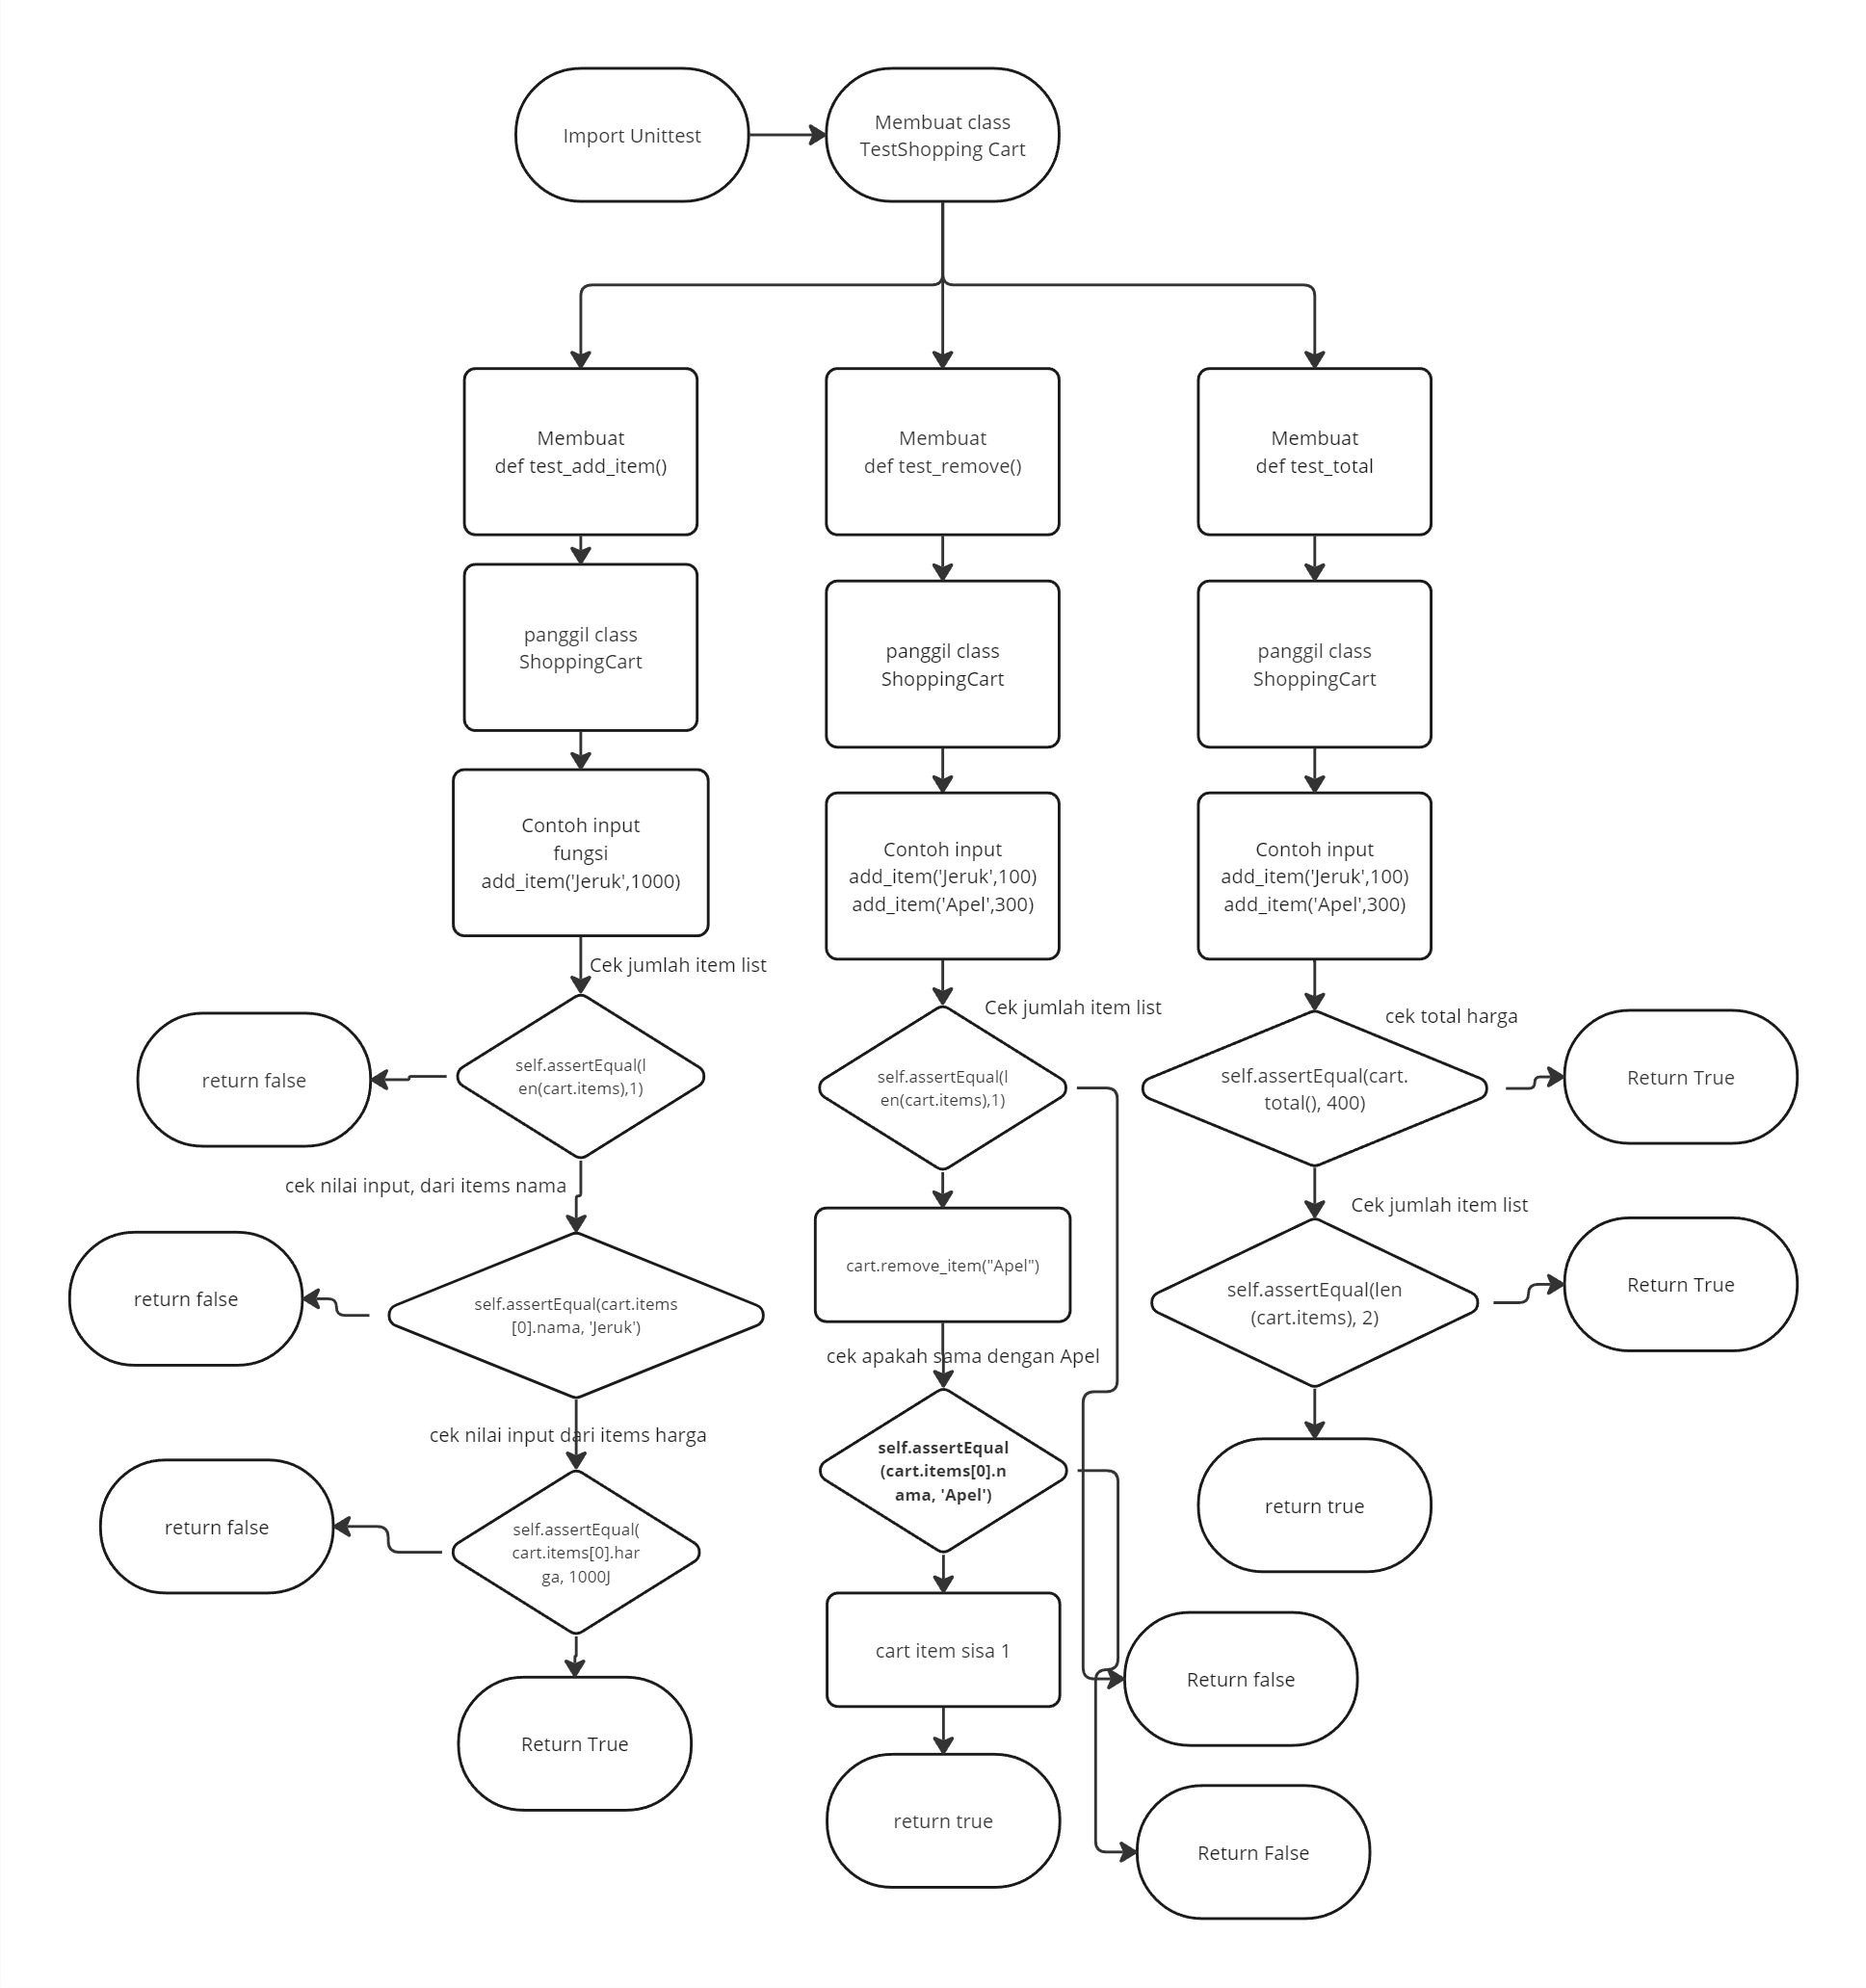 Import Unittest
Membuat class
TestShopping Cart
Membuat
def test_add_item()
Membuat
def test_remove()
Membuat
def test_total
panggil class
ShoppingCart
panggil class
ShoppingCart
panggil class
ShoppingCart
Contoh input
fungsi
add_item('Jeruk',1000)
Contoh input
add_item('Jeruk',100)
add_item('Apel',300)
Contoh input
add_item('Jeruk',100)
add_item('Apel',300)
Cek jumlah item list
Cek jumlah item list
cek total harga
return false
self.assertEqual(l
en(cart.items),1)
self.assertEqual(l
en(cart.items),1)
self.assertEqual(cart.
total(), 400)
Return True
cek nilai input, dari items nama
Cek jumlah item list
return false
self.assertEqual(cart.items
[0].nama, 'Jeruk')
cart.remove_item("Apel")
self.assertEqual(len
(cart.items), 2)
Return True
cek apakah sama dengan Apel
cek nilai input dari items harga
self.assertEqual
(cart.items[0].n
ama, 'Apel')
return true
return false
self.assertEqual(
cart.items[0].har
ga, 1000J
cart item sisa 1
Return false
Return True
return true
Return False